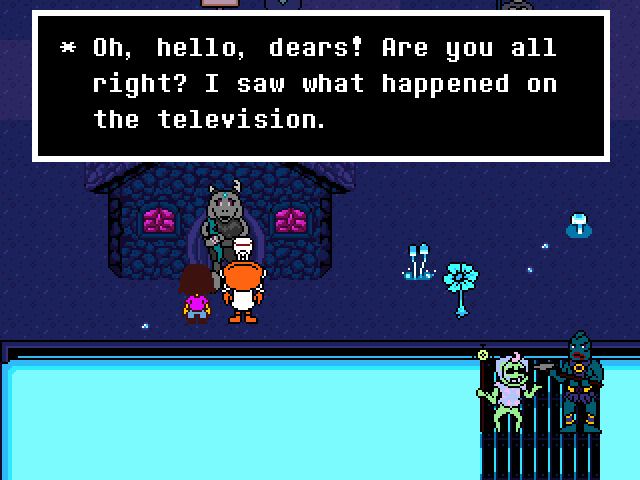 * Oh, hello, dears! Are you all
right? I saw what happened on
the television.